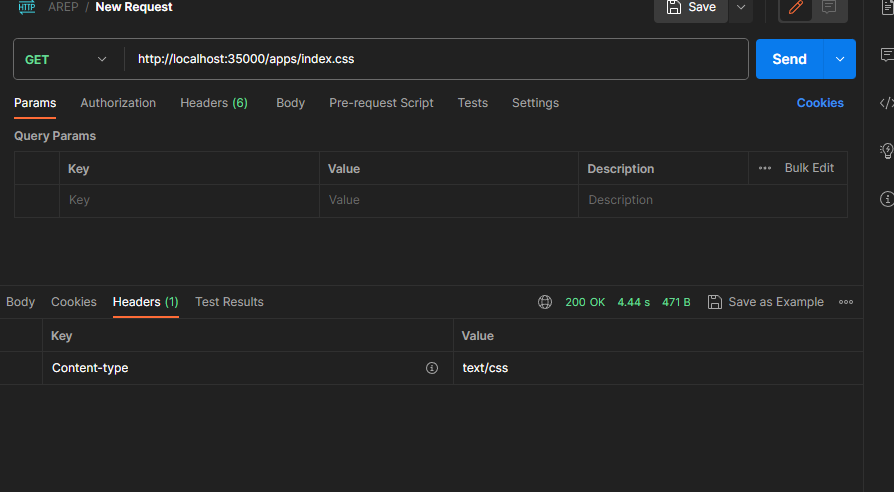 HTTP AREP / New Request Save
GET http://localhost:35000/apps/index.css Send
Params Authorization Headers (6) Body Pre-request Script Tests Settings Cookies
Query Params
Key Value Description Bulk Edit
Key Value Description
Body Cookies Headers (1) Test Results 200 OK 4.44 s 471 B Save as Example
Key Value
Content-type text/css